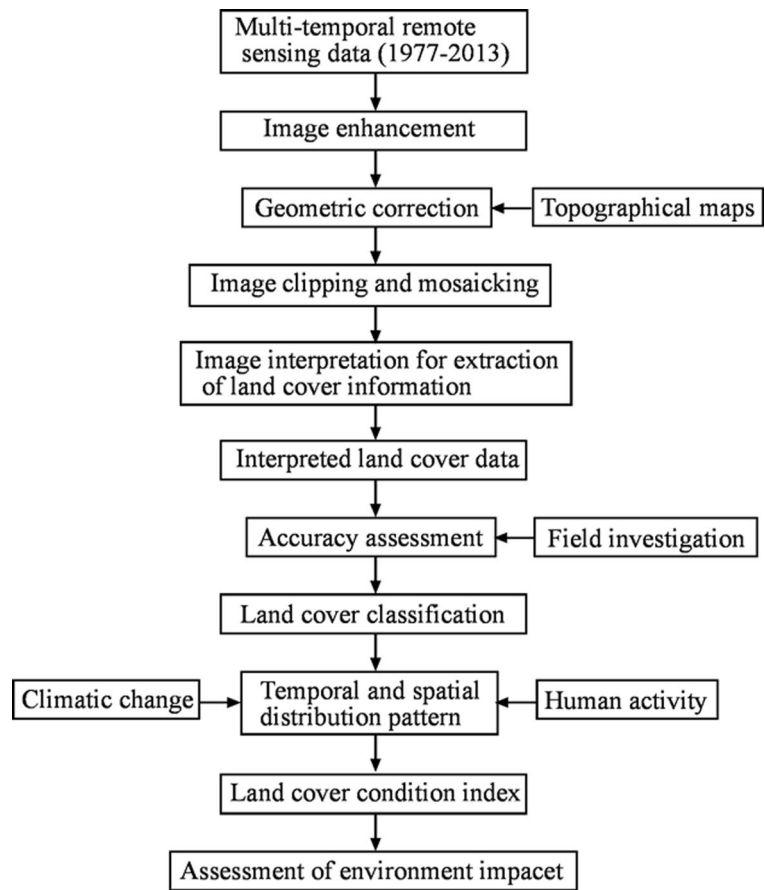 Multi-temporal remote
sensing data (1977-2013)
Image enhancement
Geometric correction
Topographical maps
Image clipping and mosaicking
Image interpretation for extraction
of land cover information
Interpreted land cover data
Accuracy assessment
Field investigation
Land cover classification
Climatic change
Temporal and spatial
distribution pattern
Human activity
Land cover condition index
Assessment of environment impacet